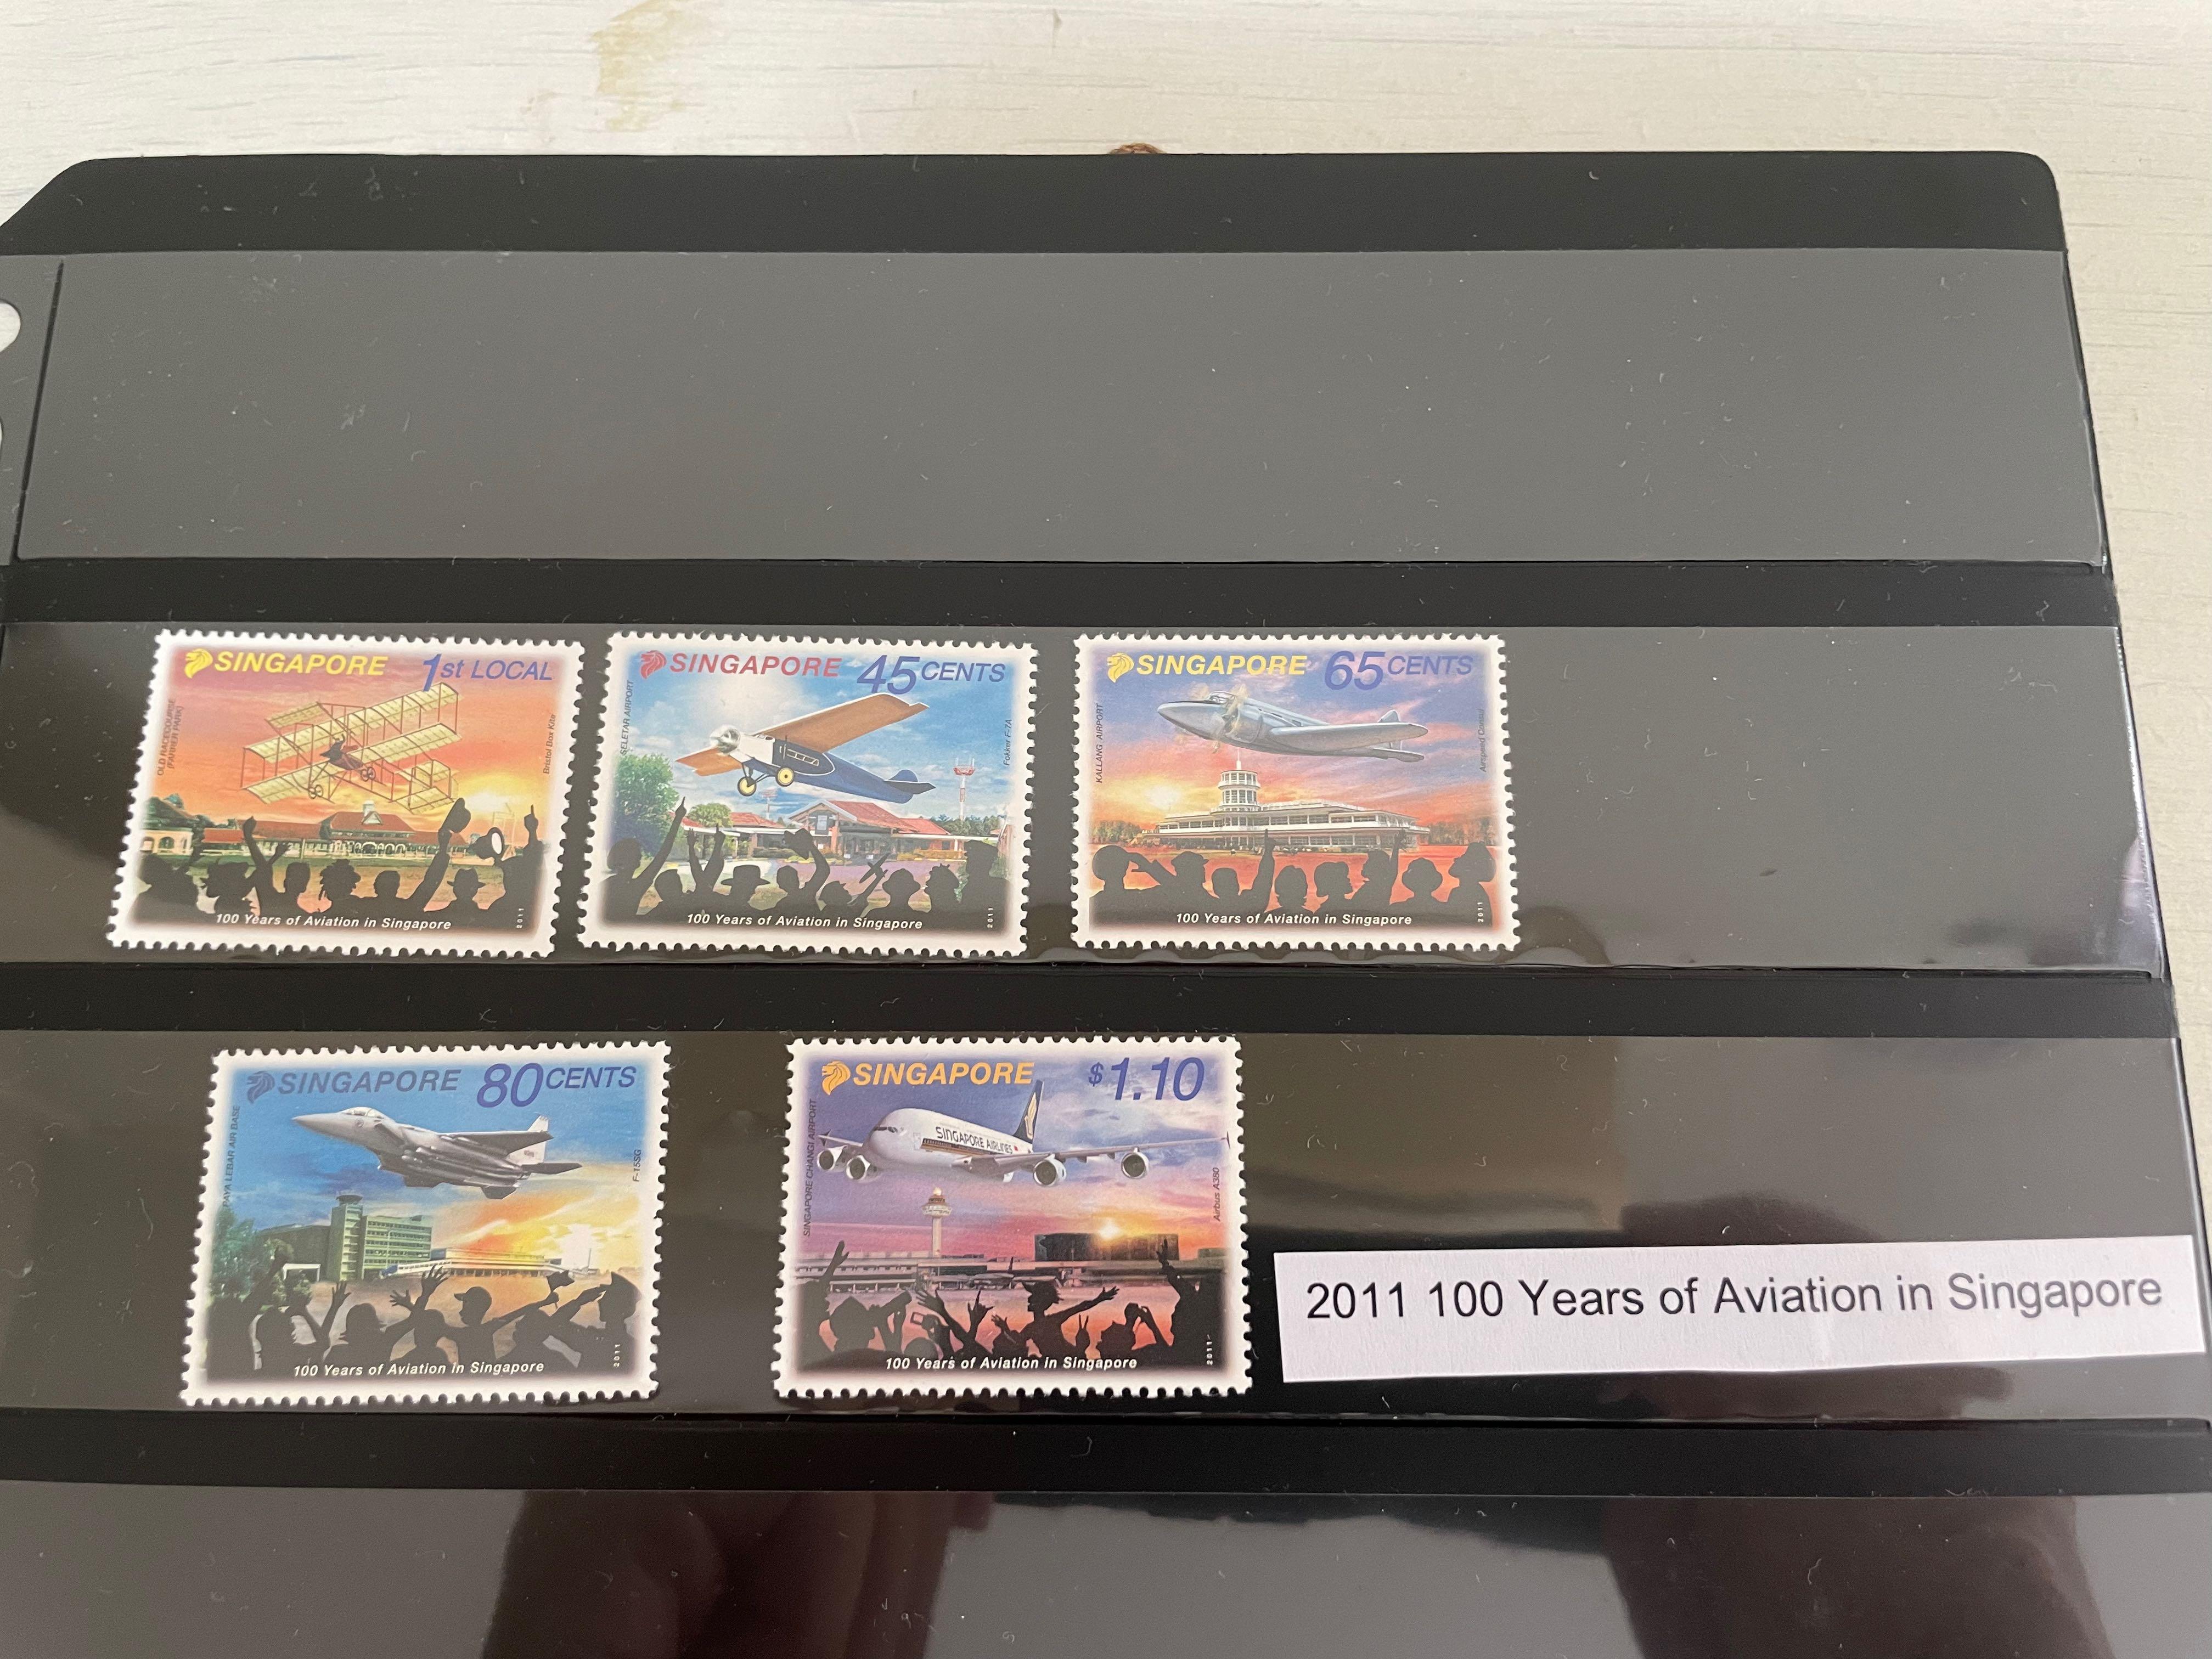 SINGAPORE 1st LOCAL
OLD RACECOURSE
(FARRER PARK)
Bristol Box Kite
100 Years of Aviation in Singapore
2011
SINGAPORE 45 CENTS
SELETAR AIRPORT
Fokker F-7A
100 Years of Aviation in Singapore
2011
SINGAPORE 65 CENTS
KALLANG AIRPORT
Airspeed Consul
100 Years of Aviation in Singapore
2011
SINGAPORE 80 CENTS
PAYA LEBAR AIR BASE
F-15SG
100 Years of Aviation in Singapore
2011
SINGAPORE $1.10
SINGAPORE CHANGI AIRPORT
SINGAPORE AIRLINES
Airbus A380
100 Years of Aviation in Singapore
2011
2011 100 Years of Aviation in Singapore